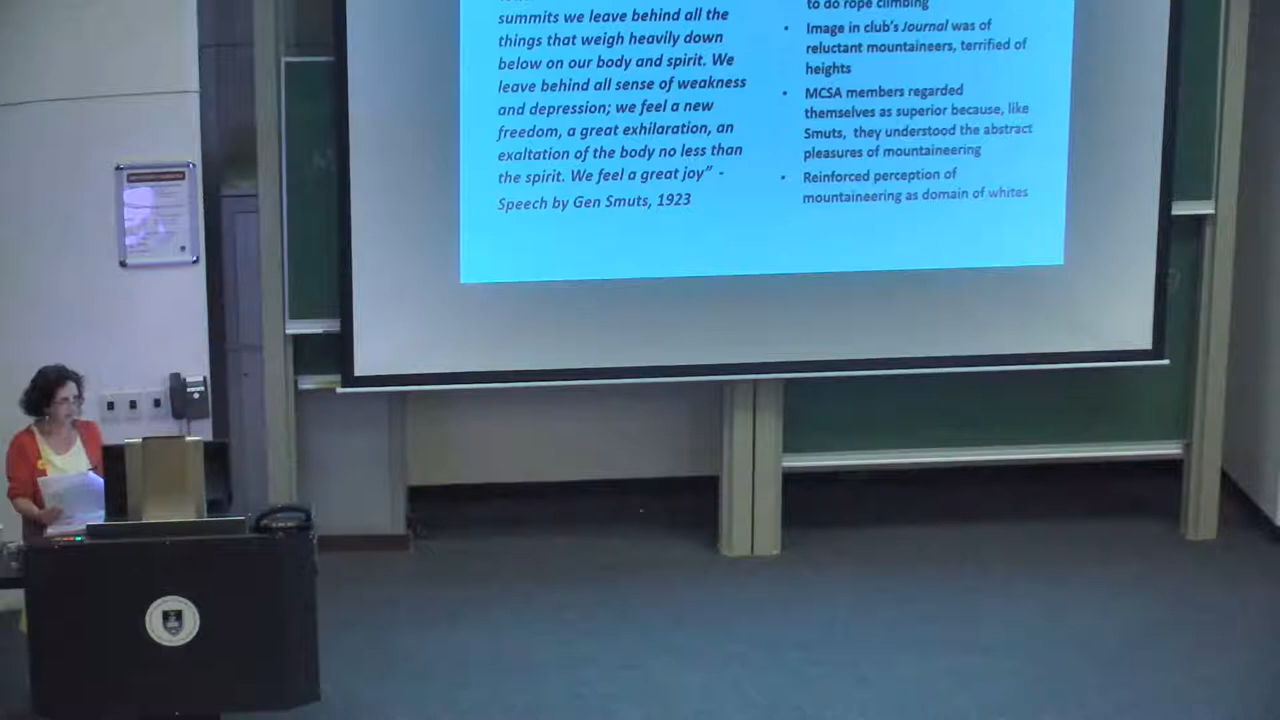 summits we leave behind all the
things that weigh heavily down
below on our body and spirit. We
leave behind all sense of weakness
and depression; we feel a new
freedom, a great exhilaration, an
exaltation of the body no less than
the spirit. We feel a great joy” -
Speech by Gen Smuts, 1923
to do rope climbing
• Image in club’s Journal was of
reluctant mountaineers, terrified of
heights
• MCSA members regarded
themselves as superior because, like
Smuts, they understood the abstract
pleasures of mountaineering
• Reinforced perception of
mountaineering as domain of whites